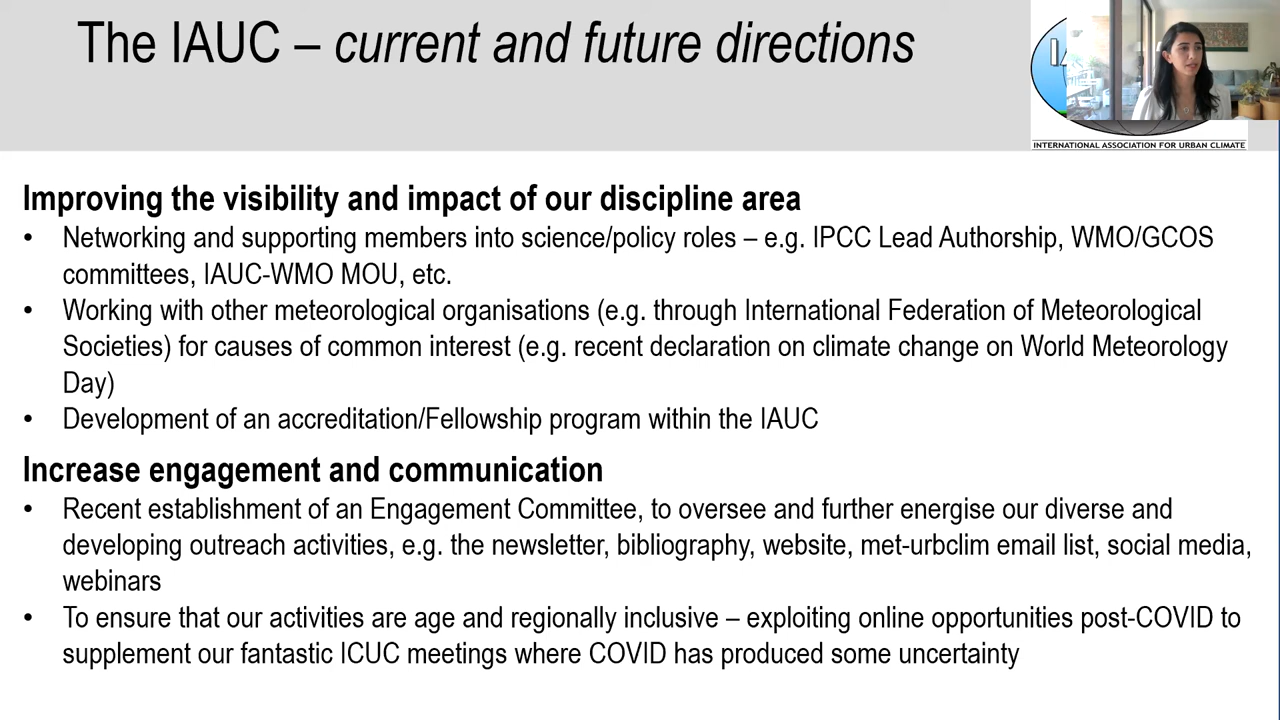 The IAUC – current and future directions
INTERNATIONAL ASSOCIATION FOR URBAN CLIMATE
Improving the visibility and impact of our discipline area
• Networking and supporting members into science/policy roles – e.g. IPCC Lead Authorship, WMO/GCOS
committees, IAUC-WMO MOU, etc.
• Working with other meteorological organisations (e.g. through International Federation of Meteorological
Societies) for causes of common interest (e.g. recent declaration on climate change on World Meteorology
Day)
• Development of an accreditation/Fellowship program within the IAUC
Increase engagement and communication
• Recent establishment of an Engagement Committee, to oversee and further energise our diverse and
developing outreach activities, e.g. the newsletter, bibliography, website, met-urbclim email list, social media,
webinars
• To ensure that our activities are age and regionally inclusive – exploiting online opportunities post-COVID to
supplement our fantastic ICUC meetings where COVID has produced some uncertainty